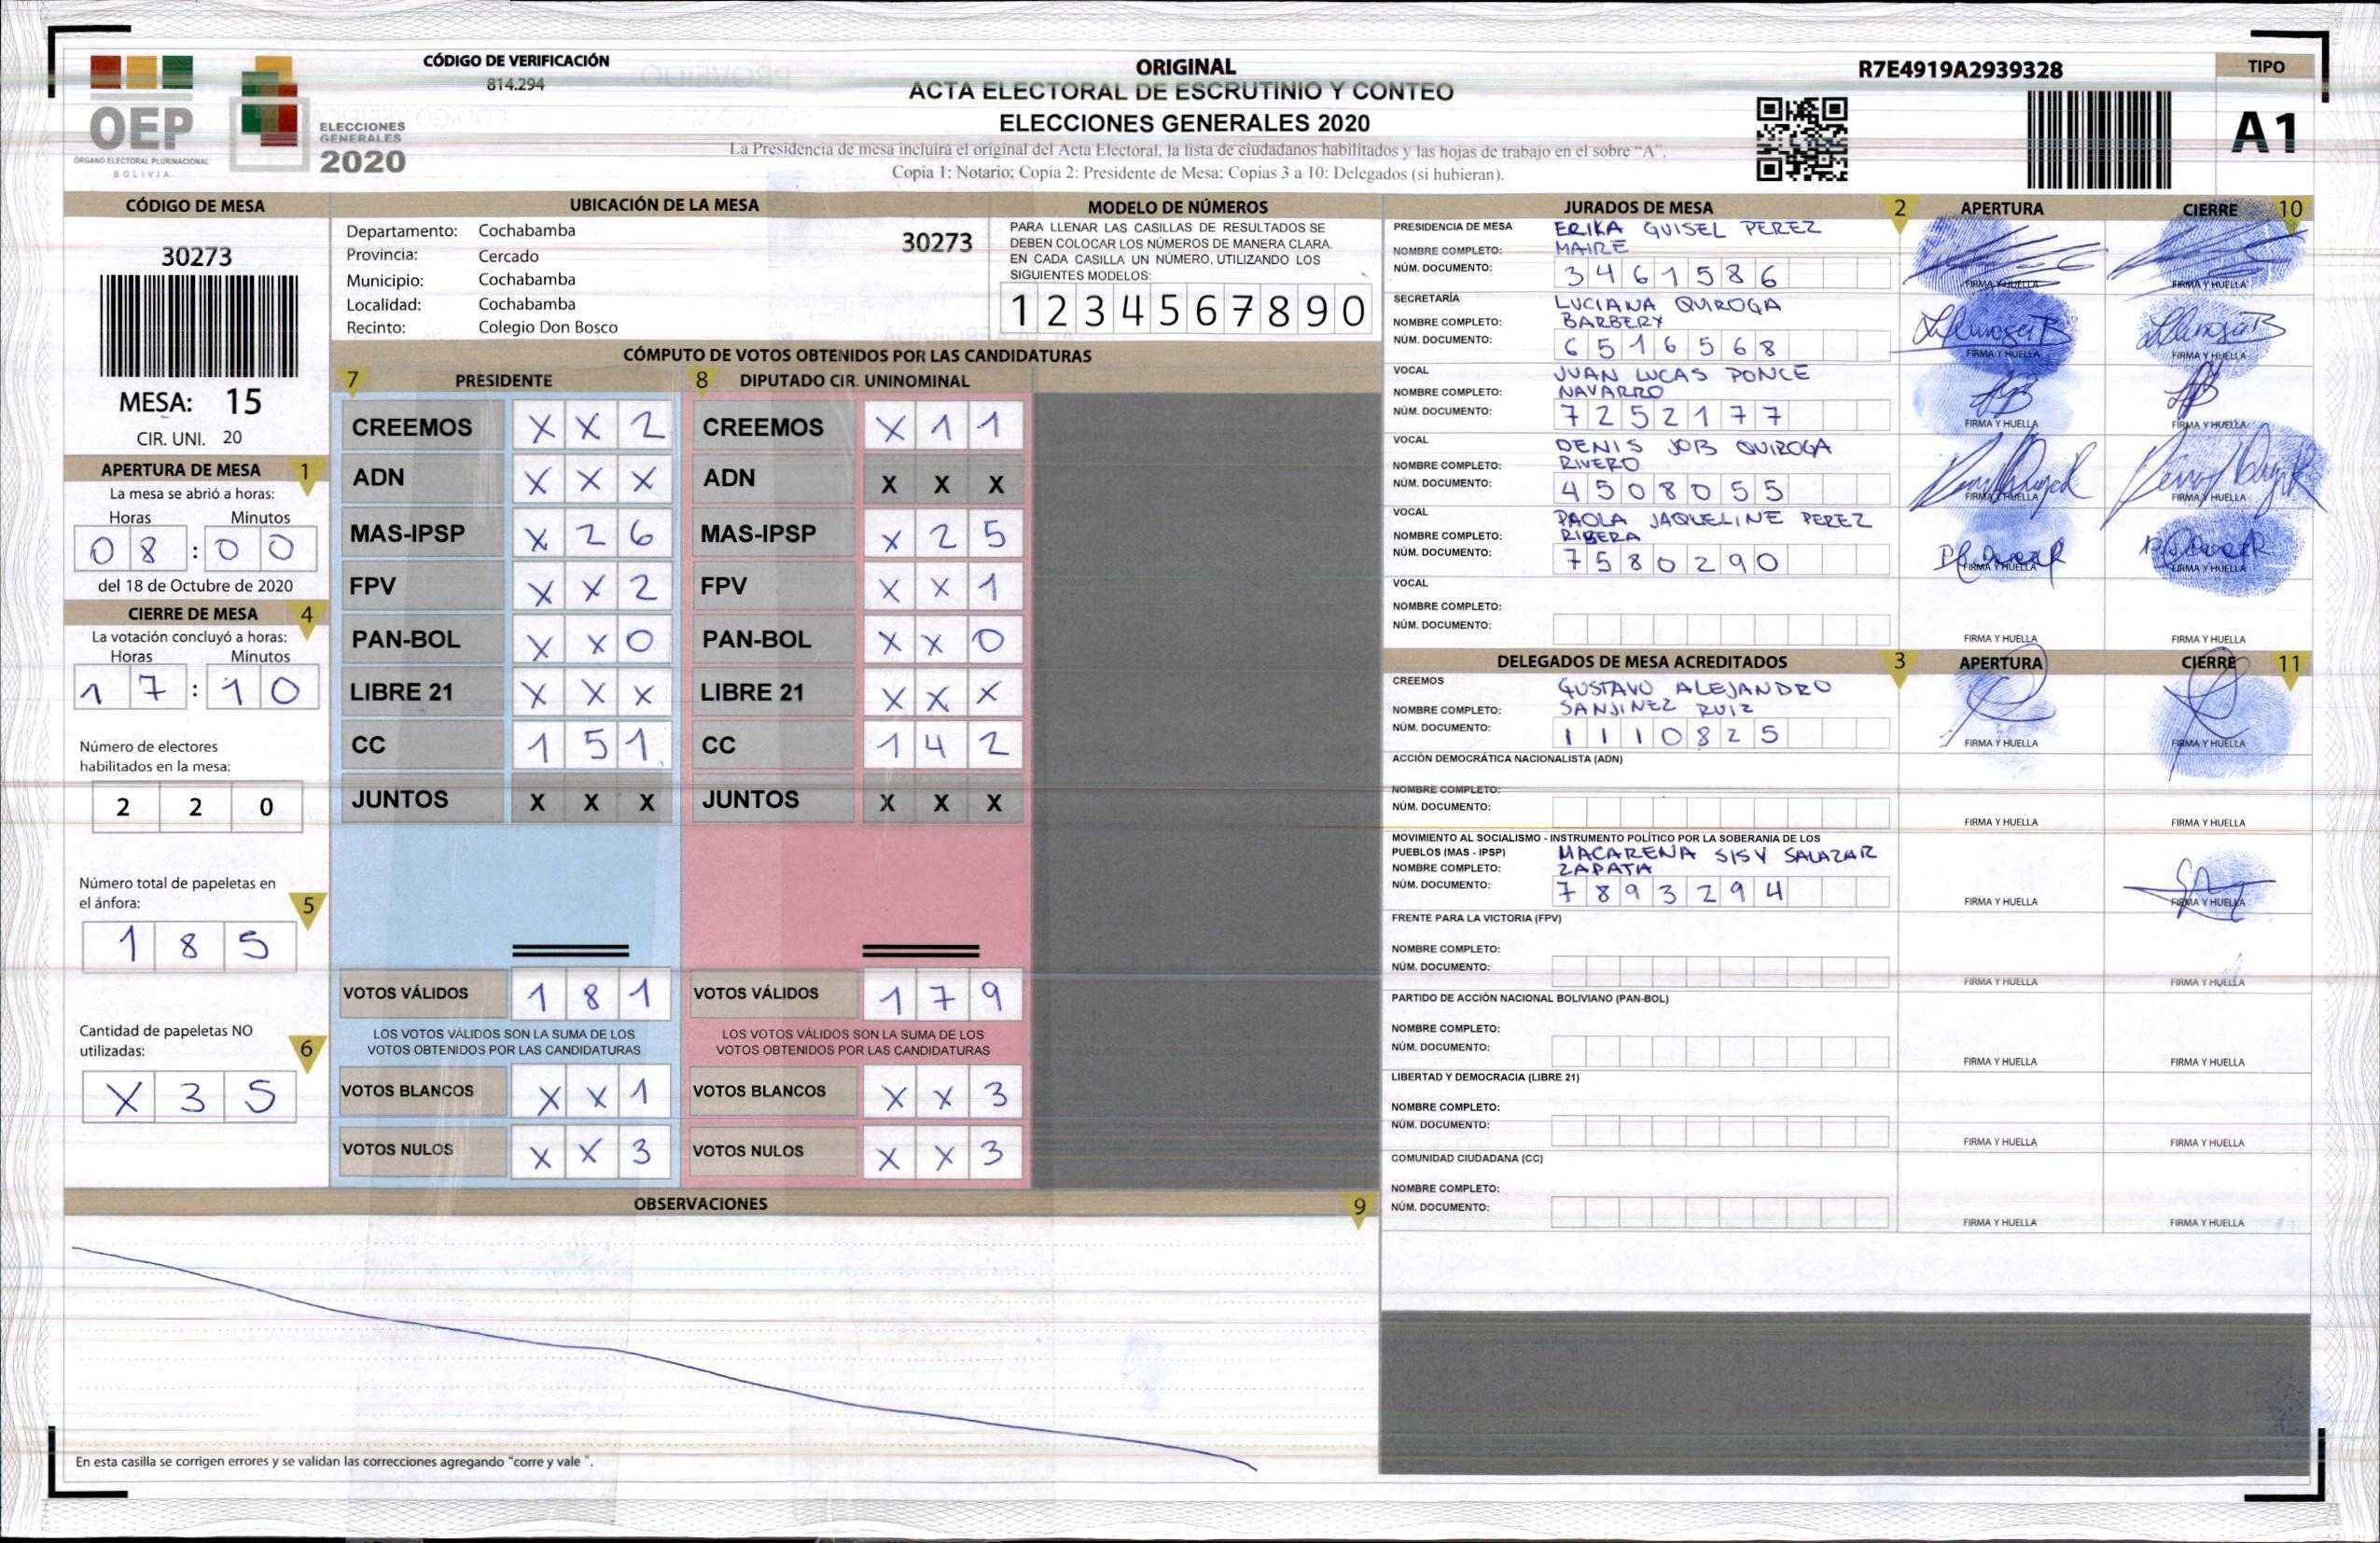 CÓDIGO DE VERIFICACIÓN
814.294
OEP
ÓRGANO ELECTORAL PLURINACIONAL
BOLIVIA
ELECCIONES
GENERALES
2020
ORIGINAL
ACTA ELECTORAL DE ESCRUTINIO Y CONTEO
ELECCIONES GENERALES 2020
La Presidencia de mesa incluirá el original del Acta Electoral, la lista de ciudadanos habilitados y las hojas de trabajo en el sobre "A".
Copia 1: Notario; Copia 2: Presidente de Mesa; Copias 3 a 10: Delegados (si hubieran).
R7E4919A2939328
TIPO
A1
CÓDIGO DE MESA
30273
MESA: 15
CIR. UNI. 20
APERTURA DE MESA 1
La mesa se abrió a horas:
Horas Minutos
08:00
del 18 de Octubre de 2020
CIERRE DE MESA 4
La votación concluyó a horas:
Horas Minutos
17:10
Número de electores
habilitados en la mesa:
2 2 0
Número total de papeletas en
el ánfora: 5
1 8 5
Cantidad de papeletas NO
utilizadas: 6
X 3 5
UBICACIÓN DE LA MESA
Departamento: Cochabamba
30273
Provincia: Cercado
Municipio: Cochabamba
Localidad: Cochabamba
Recinto: Colegio Don Bosco
MODELO DE NÚMEROS
PARA LLENAR LAS CASILLAS DE RESULTADOS SE
DEBEN COLOCAR LOS NÚMEROS DE MANERA CLARA.
EN CADA CASILLA UN NÚMERO, UTILIZANDO LOS
SIGUIENTES MODELOS:
1 2 3 4 5 6 7 8 9 0
CÓMPUTO DE VOTOS OBTENIDOS POR LAS CANDIDATURAS
7 PRESIDENTE
CREEMOS X X 2
ADN X X X
MAS-IPSP X 2 6
FPV X X 2
PAN-BOL X X 0
LIBRE 21 X X X
CC 1 5 1
JUNTOS X X X
VOTOS VÁLIDOS 1 8 1
LOS VOTOS VÁLIDOS SON LA SUMA DE LOS
VOTOS OBTENIDOS POR LAS CANDIDATURAS
VOTOS BLANCOS X X 1
VOTOS NULOS X X 3
8 DIPUTADO CIR. UNINOMINAL
CREEMOS X 1 1
ADN X X X
MAS-IPSP X 2 5
FPV X X 1
PAN-BOL X X 0
LIBRE 21 X X X
CC 1 4 2
JUNTOS X X X
VOTOS VÁLIDOS 1 7 9
LOS VOTOS VÁLIDOS SON LA SUMA DE LOS
VOTOS OBTENIDOS POR LAS CANDIDATURAS
VOTOS BLANCOS X X 3
VOTOS NULOS X X 3
OBSERVACIONES 9
En esta casilla se corrigen errores y se validan las correcciones agregando "corre y vale ".
JURADOS DE MESA 2 APERTURA CIERRE 10
PRESIDENCIA DE MESA ERIKA GUISEL PEREZ
NOMBRE COMPLETO: MAIRE
NÚM. DOCUMENTO: 3461586
FIRMA Y HUELLA FIRMA Y HUELLA
SECRETARÍA LUCIANA QUIROGA
NOMBRE COMPLETO: BARBERY
NÚM. DOCUMENTO: 6516568
FIRMA Y HUELLA FIRMA Y HUELLA
VOCAL JUAN LUCAS PONCE
NOMBRE COMPLETO: NAVARRO
NÚM. DOCUMENTO: 7252177
FIRMA Y HUELLA FIRMA Y HUELLA
VOCAL DENIS JOB QUIROGA
NOMBRE COMPLETO: RIVERO
NÚM. DOCUMENTO: 4508055
FIRMA Y HUELLA FIRMA Y HUELLA
VOCAL PAOLA JAQUELINE PEREZ
NOMBRE COMPLETO: RIBERA
NÚM. DOCUMENTO: 7580290
FIRMA Y HUELLA FIRMA Y HUELLA
VOCAL
NOMBRE COMPLETO:
NÚM. DOCUMENTO:
FIRMA Y HUELLA FIRMA Y HUELLA
DELEGADOS DE MESA ACREDITADOS 3 APERTURA CIERRE 11
CREEMOS GUSTAVO ALEJANDRO
NOMBRE COMPLETO: SANJINEZ RUIZ
NÚM. DOCUMENTO: 1110825
FIRMA Y HUELLA FIRMA Y HUELLA
ACCIÓN DEMOCRÁTICA NACIONALISTA (ADN)
NOMBRE COMPLETO:
NÚM. DOCUMENTO:
FIRMA Y HUELLA FIRMA Y HUELLA
MOVIMIENTO AL SOCIALISMO - INSTRUMENTO POLÍTICO POR LA SOBERANIA DE LOS
PUEBLOS (MAS - IPSP) MACARENA SISY SALAZAR
NOMBRE COMPLETO: ZAPATA
NÚM. DOCUMENTO: 7893294
FIRMA Y HUELLA FIRMA Y HUELLA
FRENTE PARA LA VICTORIA (FPV)
NOMBRE COMPLETO:
NÚM. DOCUMENTO:
FIRMA Y HUELLA FIRMA Y HUELLA
PARTIDO DE ACCIÓN NACIONAL BOLIVIANO (PAN-BOL)
NOMBRE COMPLETO:
NÚM. DOCUMENTO:
FIRMA Y HUELLA FIRMA Y HUELLA
LIBERTAD Y DEMOCRACIA (LIBRE 21)
NOMBRE COMPLETO:
NÚM. DOCUMENTO:
FIRMA Y HUELLA FIRMA Y HUELLA
COMUNIDAD CIUDADANA (CC)
NOMBRE COMPLETO:
NÚM. DOCUMENTO:
FIRMA Y HUELLA FIRMA Y HUELLA